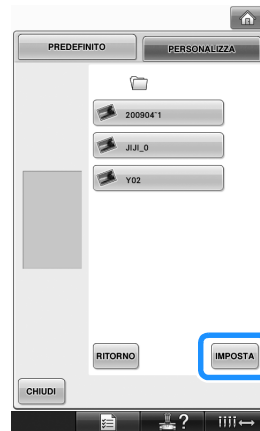 PREDEFINITO PERSONALIZZA
200904~1
JIJI_0
Y02
RITORNO IMPOSTA
CHIUDI
?